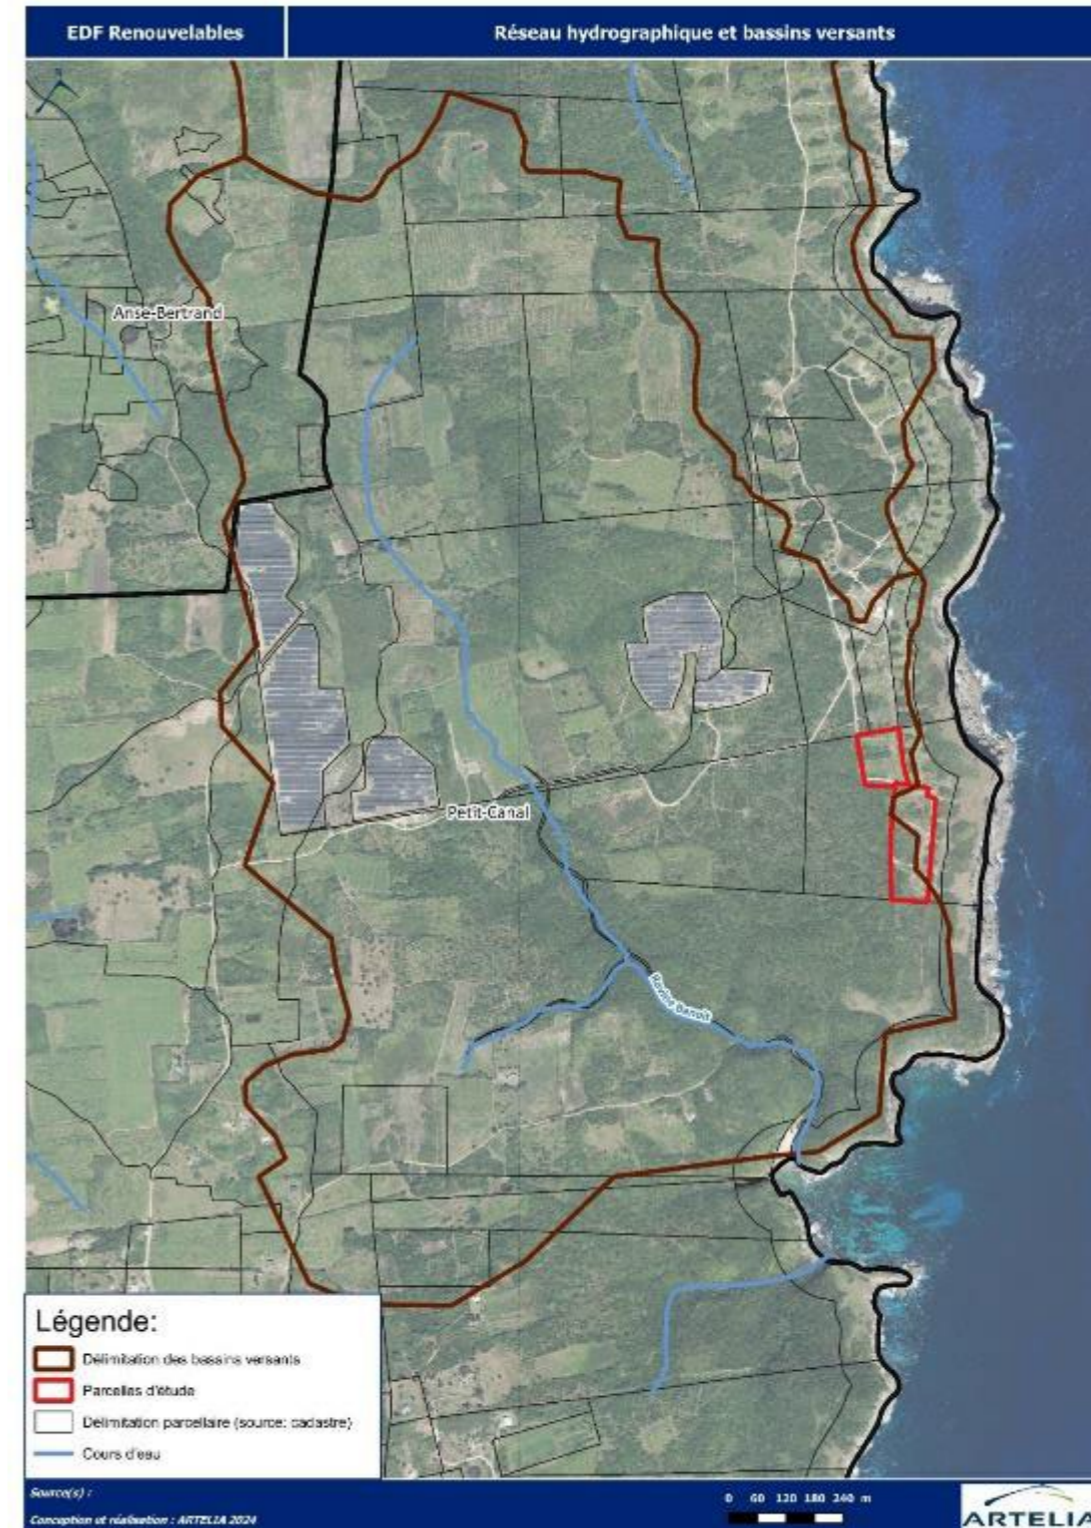 EDF Renouvelables
Réseau hydrographique et bassins versants
N
Anse-Bertrand
Petit-Canal
Ravine Benoit
Légende:
Délimitation des bassins versants
Parcelles d'étude
Délimitation parcellaire (source: cadastre)
Cours d'eau
Source(s) :
Conception et réalisation : ARTELIA 2024
0 60 120 180 240 m
ARTELIA